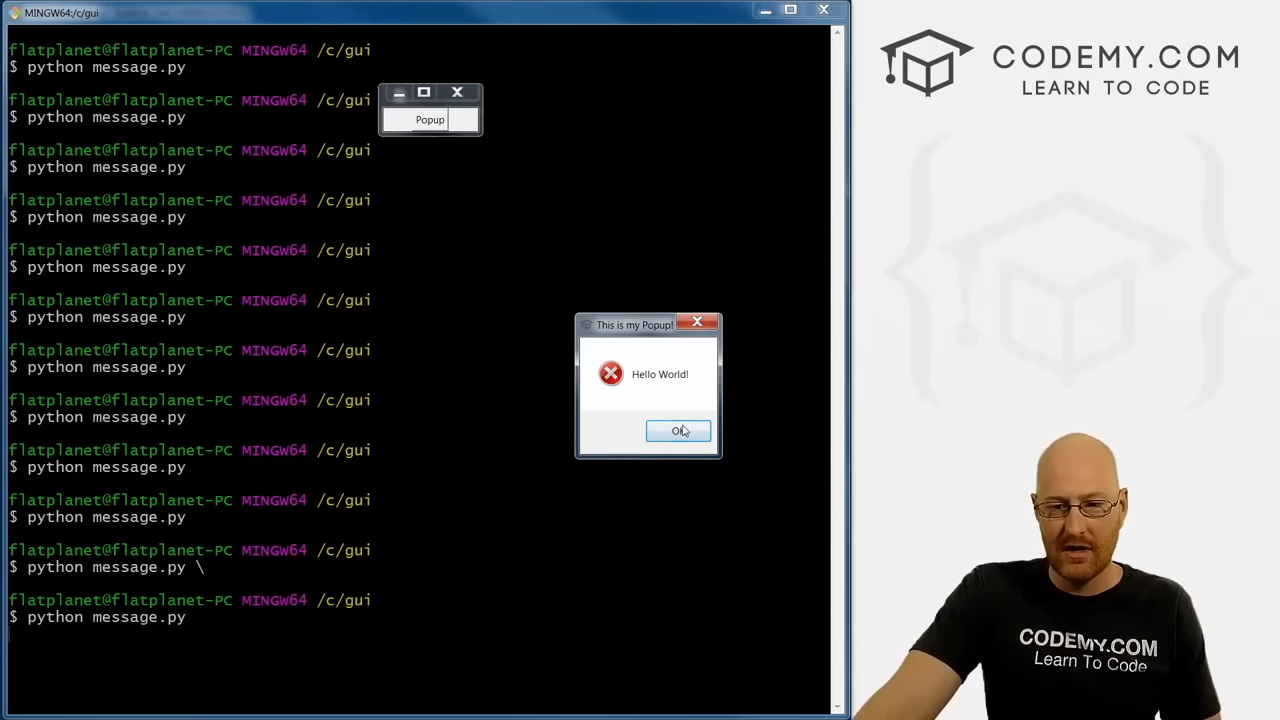 MINGW64:/c/gui
flatplanet@flatplanet-PC MINGW64 /c/gui
$ python message.py
flatplanet@flatplanet-PC MINGW64 /c/gui
$ python message.py
flatplanet@flatplanet-PC MINGW64 /c/gui
$ python message.py
flatplanet@flatplanet-PC MINGW64 /c/gui
$ python message.py
flatplanet@flatplanet-PC MINGW64 /c/gui
$ python message.py
flatplanet@flatplanet-PC MINGW64 /c/gui
$ python message.py
flatplanet@flatplanet-PC MINGW64 /c/gui
$ python message.py
flatplanet@flatplanet-PC MINGW64 /c/gui
$ python message.py
flatplanet@flatplanet-PC MINGW64 /c/gui
$ python message.py
flatplanet@flatplanet-PC MINGW64 /c/gui
$ python message.py
flatplanet@flatplanet-PC MINGW64 /c/gui
$ python message.py \
flatplanet@flatplanet-PC MINGW64 /c/gui
$ python message.py
Popup
This is my Popup!
Hello World!
OK
CODEMY.COM
LEARN TO CODE
CODEMY.COM
Learn To Code